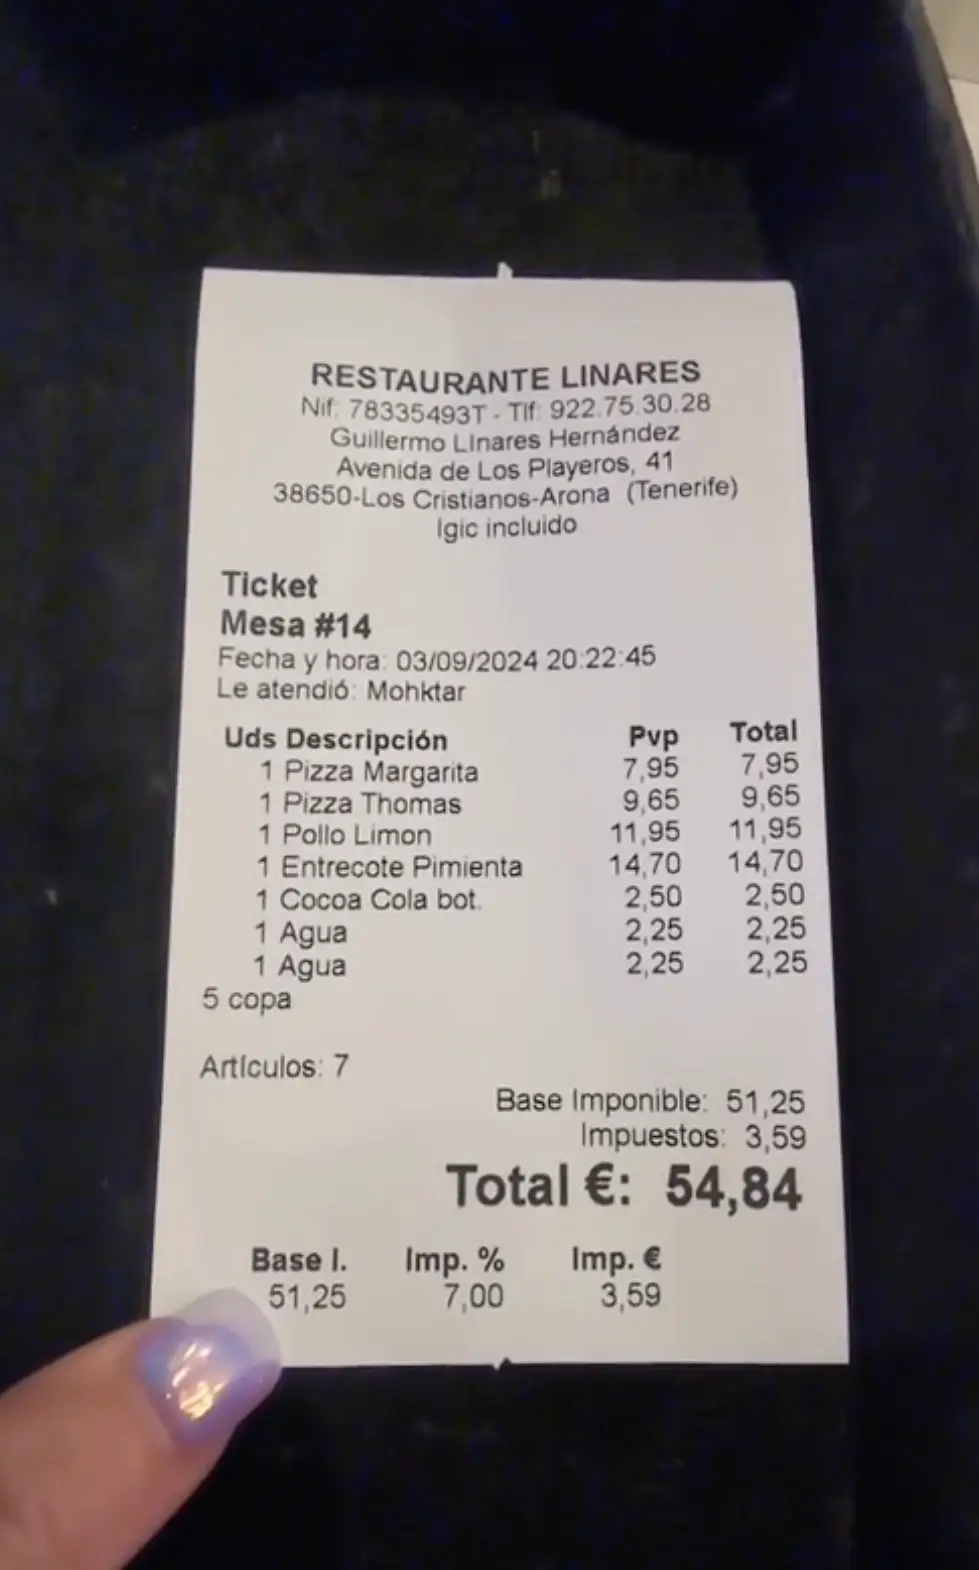 RESTAURANTE LINARES
Nif: 78335493T - Tlf: 922.75.30.28
Guillermo LInares Hernández
Avenida de Los Playeros, 41
38650-Los Cristianos-Arona (Tenerife)
Igic incluido
Ticket
Mesa #14
Fecha y hora: 03/09/2024 20:22:45
Le atendió: Mohktar
Uds Descripción Pvp Total
1 Pizza Margarita 7,95 7,95
1 Pizza Thomas 9,65 9,65
1 Pollo Limon 11,95 11,95
1 Entrecote Pimienta 14,70 14,70
1 Cocoa Cola bot. 2,50 2,50
1 Agua 2,25 2,25
1 Agua 2,25 2,25
5 copa
Artículos: 7
Base Imponible: 51,25
Impuestos: 3,59
Total €: 54,84
Base I. Imp. % Imp. €
51,25 7,00 3,59